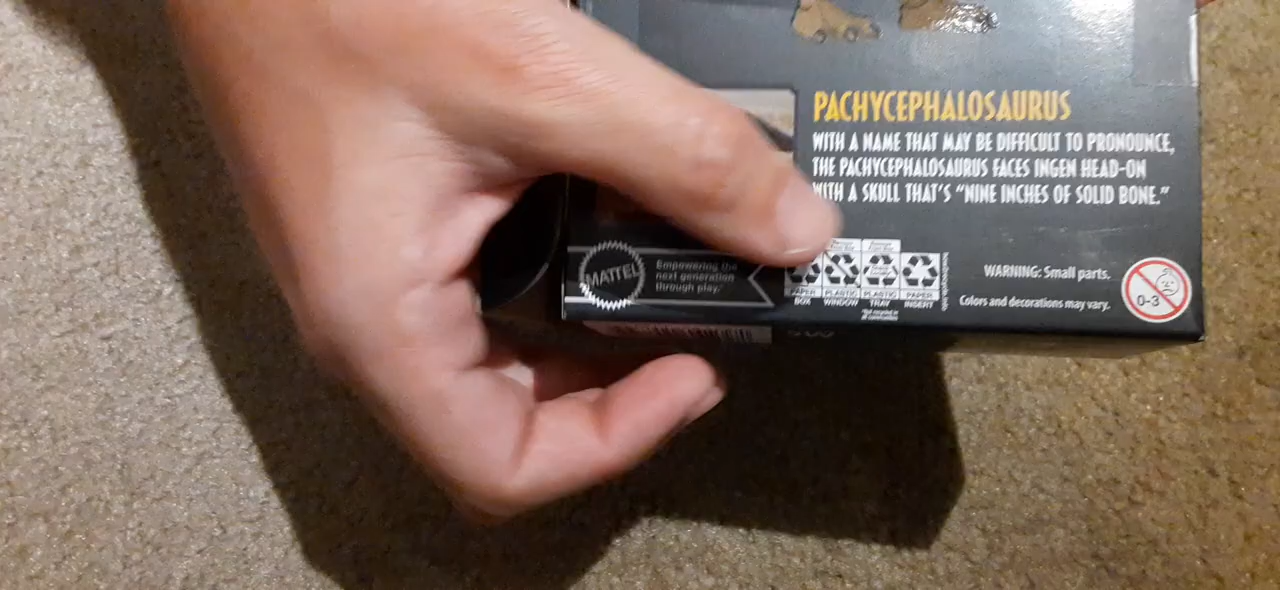 PACHYCEPHALOSAURUS
WITH A NAME THAT MAY BE DIFFICULT TO PRONOUNCE,
THE PACHYCEPHALOSAURUS FACES INGEN HEAD-ON
WITH A SKULL THAT'S “NINE INCHES OF SOLID BONE.”
MATTEL
Empowering the
next generation
through play.
PAPER
BOX
PLASTIC
WINDOW
PLASTIC
TRAY
PAPER
INSERT
how2recycle.info
WARNING: Small parts.
Colors and decorations may vary.
0-3